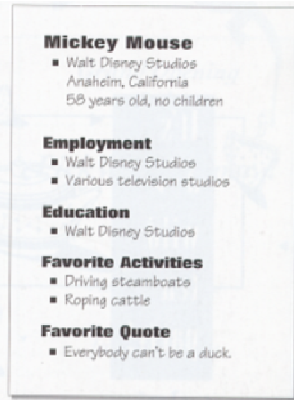 Mickey Mouse
■ Walt Disney Studios
Anaheim, California
58 years old, no children
Employment
■ Walt Disney Studios
■ Various television studios
Education
■ Walt Disney Studios
Favorite Activities
■ Driving steamboats
■ Roping cattle
Favorite Quote
■ Everybody can't be a duck.